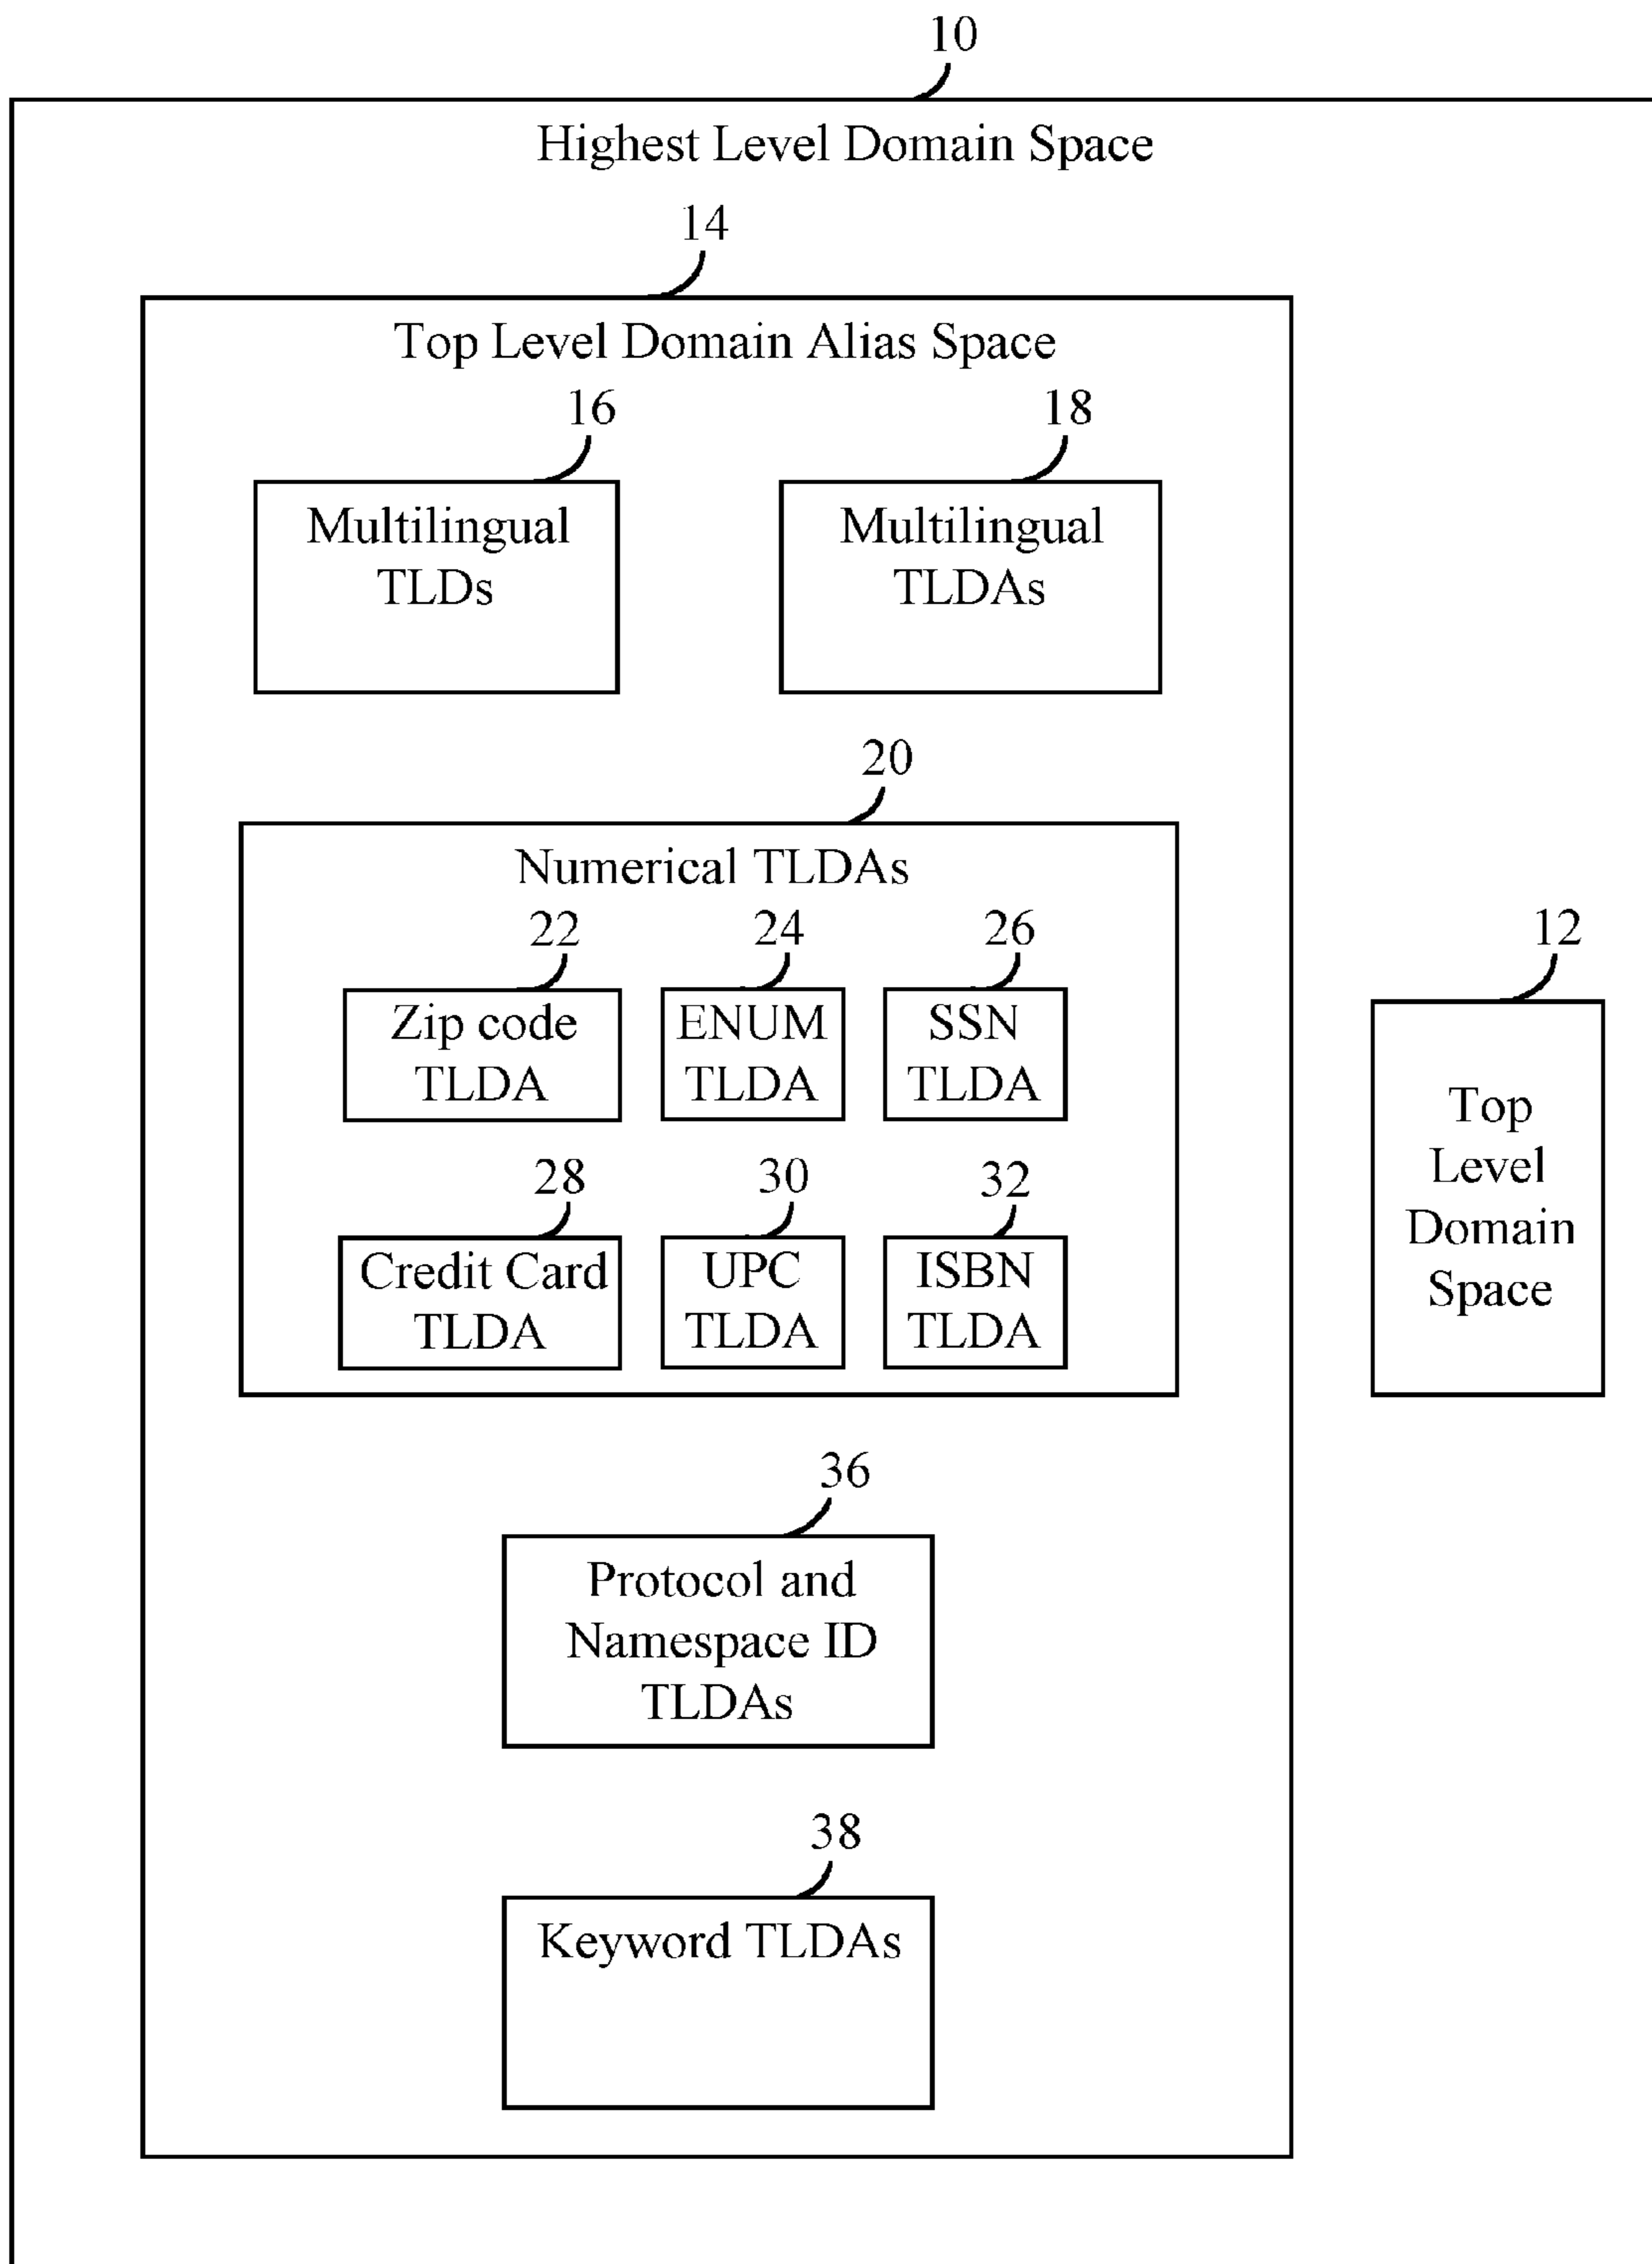 10
Highest Level Domain Space
14
Top Level Domain Alias Space
16
18
Multilingual
TLDs
Multilingual
TLDAs
20
Numerical TLDAs
22
24
26
Zip code
TLDA
ENUM
TLDA
SSN
TLDA
28
30
32
Credit Card
TLDA
UPC
TLDA
ISBN
TLDA
12
Top
Level
Domain
Space
36
Protocol and
Namespace ID
TLDAs
38
Keyword TLDAs